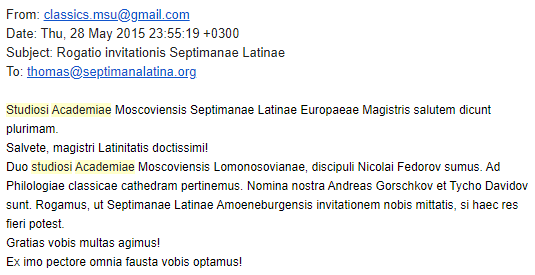 From: classics.msu@gmail.com
Date: Thu, 28 May 2015 23:55:19 +0300
Subject: Rogatio invitationis Septimanae Latinae
To: thomas@septimanalatina.org
Studiosi Academiae Moscoviensis Septimanae Latinae Europaeae Magistris salutem dicunt
plurimam.
Salvete, magistri Latinitatis doctissimi!
Duo studiosi Academiae Moscoviensis Lomonosovianae, discipuli Nicolai Fedorov sumus. Ad
Philologiae classicae cathedram pertinemus. Nomina nostra Andreas Gorschkov et Tycho Davidov
sunt. Rogamus, ut Septimanae Latinae Amoeneburgensis invitationem nobis mittatis, si haec res
fieri potest.
Gratias vobis multas agimus!
Ex imo pectore omnia fausta vobis optamus!